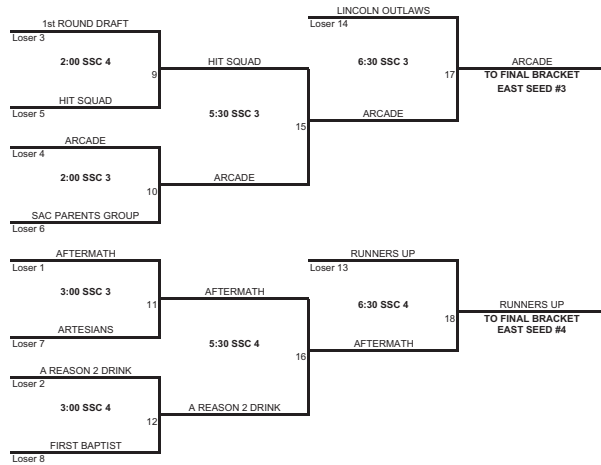 LINCOLN OUTLAWS
1st ROUND DRAFT
Loser 14
Loser 3
2:00 SSC 4
HIT SQUAD
6:30 SSC 3
ARCADE
9
17
TO FINAL BRACKET
EAST SEED #3
HIT SQUAD
Loser 5
5:30 SSC 3
ARCADE
15
ARCADE
Loser 4
2:00 SSC 3
ARCADE
10
SAC PARENTS GROUP
Loser 6
AFTERMATH
RUNNERS UP
Loser 1
Loser 13
3:00 SSC 3
AFTERMATH
6:30 SSC 4
RUNNERS UP
11
18
TO FINAL BRACKET
EAST SEED #4
ARTESIANS
Loser 7
5:30 SSC 4
AFTERMATH
16
A REASON 2 DRINK
Loser 2
3:00 SSC 4
A REASON 2 DRINK
12
FIRST BAPTIST
Loser 8